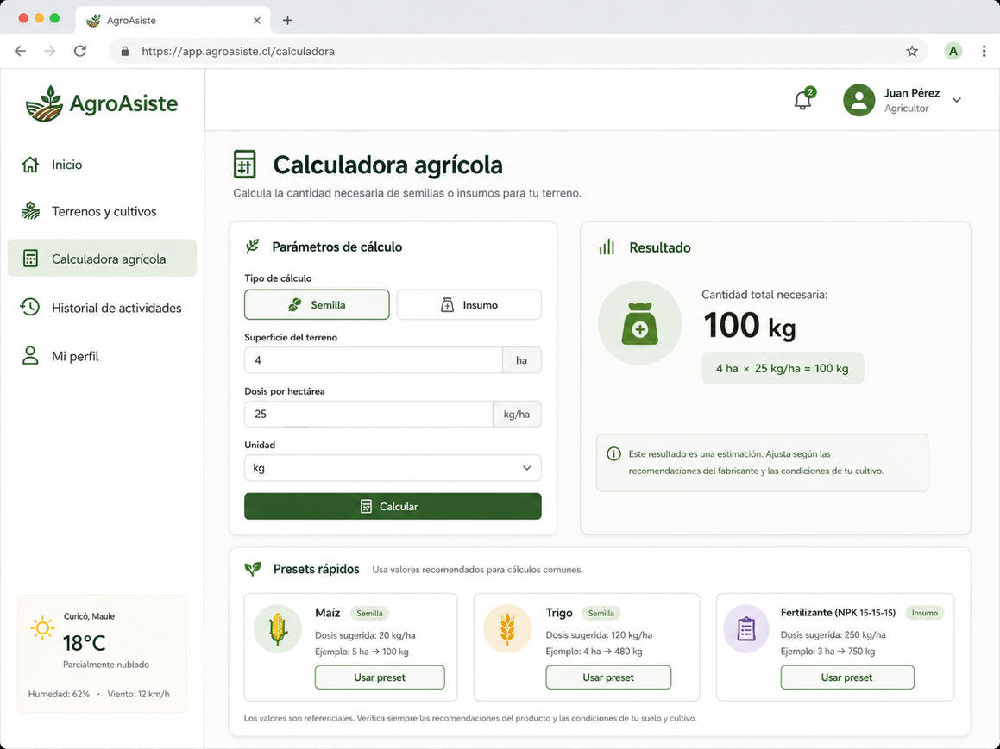 AgroAsiste
https://app.agroasiste.cl/calculadora
A
AgroAsiste
2
Juan Pérez
Agricultor
Inicio
Terrenos y cultivos
Calculadora agrícola
Historial de actividades
Mi perfil
Curicó, Maule
18°C
Parcialmente nublado
Humedad: 62% · Viento: 12 km/h
Calculadora agrícola
Calcula la cantidad necesaria de semillas o insumos para tu terreno.
Parámetros de cálculo
Tipo de cálculo
Semilla Insumo
Superficie del terreno
4 ha
Dosis por hectárea
25 kg/ha
Unidad
kg
Calcular
Resultado
Cantidad total necesaria:
100 kg
4 ha × 25 kg/ha = 100 kg
Este resultado es una estimación. Ajusta según las
recomendaciones del fabricante y las condiciones de tu cultivo.
Presets rápidos Usa valores recomendados para cálculos comunes.
Maíz Semilla
Dosis sugerida: 20 kg/ha
Ejemplo: 5 ha → 100 kg
Usar preset
Trigo Semilla
Dosis sugerida: 120 kg/ha
Ejemplo: 4 ha → 480 kg
Usar preset
Fertilizante (NPK 15-15-15) Insumo
Dosis sugerida: 250 kg/ha
Ejemplo: 3 ha → 750 kg
Usar preset
Los valores son referenciales. Verifica siempre las recomendaciones del producto y las condiciones de tu suelo y cultivo.